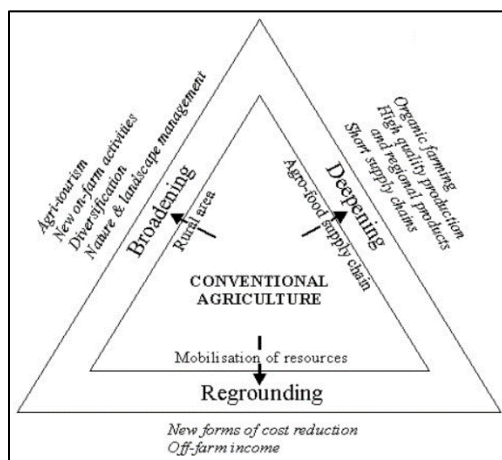 Agri-tourism
New on-farm activities
Diversification
Nature & landscape management
Broadening
Rural area
Organic farming
High quality production
and regional products
Short supply chains
Deepening
Agro-food supply chain
CONVENTIONAL
AGRICULTURE
Mobilisation of resources
Regrounding
New forms of cost reduction
Off-farm income